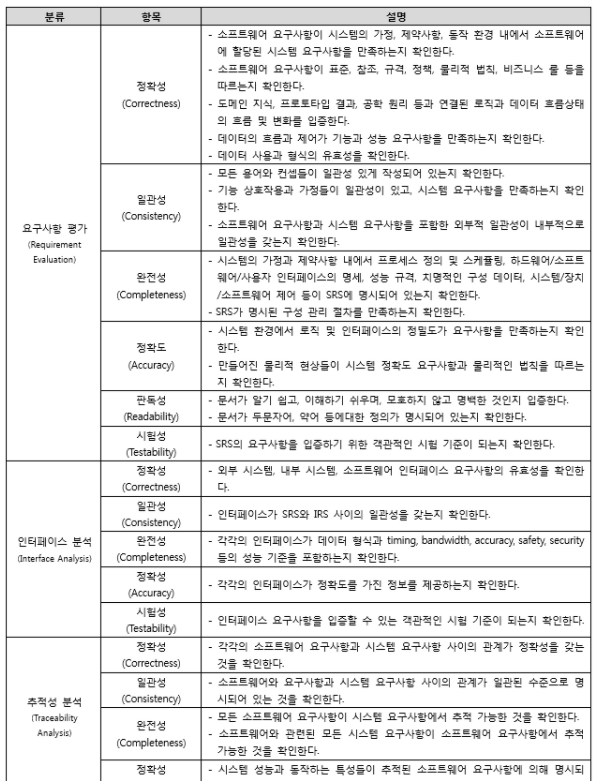 분류 항목 설명
요구사항 평가
(Requirement
Evaluation)
정확성
(Correctness)
- 소프트웨어 요구사항이 시스템의 가정, 제약사항, 동작 환경 내에서 소프트웨어
에 할당된 시스템 요구사항을 만족하는지 확인한다.
- 소프트웨어 요구사항이 표준, 참조, 규격, 정책, 물리적 법칙, 비즈니스 룰 등을
따르는지 확인한다.
- 도메인 지식, 프로토타입 결과, 공학 원리 등과 연결된 로직과 데이터 흐름상태
의 흐름 및 변화를 입증한다.
- 데이터의 흐름과 제어가 기능과 성능 요구사항을 만족하는지 확인한다.
- 데이터 사용과 형식의 유효성을 확인한다.
일관성
(Consistency)
- 모든 용어와 컨셉들이 일관성 있게 작성되어 있는지 확인한다.
- 기능 상호작용과 가정들이 일관성이 있고, 시스템 요구사항을 만족하는지 확인
한다.
- 소프트웨어 요구사항과 시스템 요구사항을 포함한 외부적 일관성이 내부적으로
일관성을 갖는지 확인한다.
완전성
(Completeness)
- 시스템의 가정과 제약사항 내에서 프로세스 정의 및 스케쥴링, 하드웨어/소프트
웨어/사용자 인터페이스의 명세, 성능 규격, 치명적인 구성 데이터, 시스템/장치
/소프트웨어 제어 등이 SRS에 명시되어 있는지 확인한다.
- SRS가 명시된 구성 관리 절차를 만족하는지 확인한다.
정확도
(Accuracy)
- 시스템 환경에서 로직 및 인터페이스의 정밀도가 요구사항을 만족하는지 확인
한다.
- 만들어진 물리적 현상들이 시스템 정확도 요구사항과 물리적인 법칙을 따르는
지 확인한다.
판독성
(Readability)
- 문서가 알기 쉽고, 이해하기 쉬우며, 모호하지 않고 명백한 것인지 입증한다.
- 문서가 두문자어, 약어 등에대한 정의가 명시되어 있는지 확인한다.
시험성
(Testability)
- SRS의 요구사항을 입증하기 위한 객관적인 시험 기준이 되는지 확인한다.
인터페이스 분석
(Interface Analysis)
정확성
(Correctness)
- 외부 시스템, 내부 시스템, 소프트웨어 인터페이스 요구사항의 유효성을 확인한
다.
일관성
(Consistency)
- 인터페이스가 SRS와 IRS 사이의 일관성을 갖는지 확인한다.
완전성
(Completeness)
- 각각의 인터페이스가 데이터 형식과 timing, bandwidth, accuracy, safety, security
등의 성능 기준을 포함하는지 확인한다.
정확성
(Accuracy)
- 각각의 인터페이스가 정확도를 가진 정보를 제공하는지 확인한다.
시험성
(Testability)
- 인터페이스 요구사항을 입증할 수 있는 객관적인 시험 기준이 되는지 확인한다.
추적성 분석
(Traceability
Analysis)
정확성
(Correctness)
- 각각의 소프트웨어 요구사항과 시스템 요구사항 사이의 관계가 정확성을 갖는
것을 확인한다.
일관성
(Consistency)
- 소프트웨어와 요구사항과 시스템 요구사항 사이의 관계가 일관된 수준으로 명
시되어 있는 것을 확인한다.
완전성
(Completeness)
- 모든 소프트웨어 요구사항이 시스템 요구사항에서 추적 가능한 것을 확인한다.
- 소프트웨어와 관련된 모든 시스템 요구사항이 소프트웨어 요구사항에서 추적
가능한 것을 확인한다.
정확성
- 시스템 성능과 동작하는 특성들이 추적된 소프트웨어 요구사항에 의해 명시되